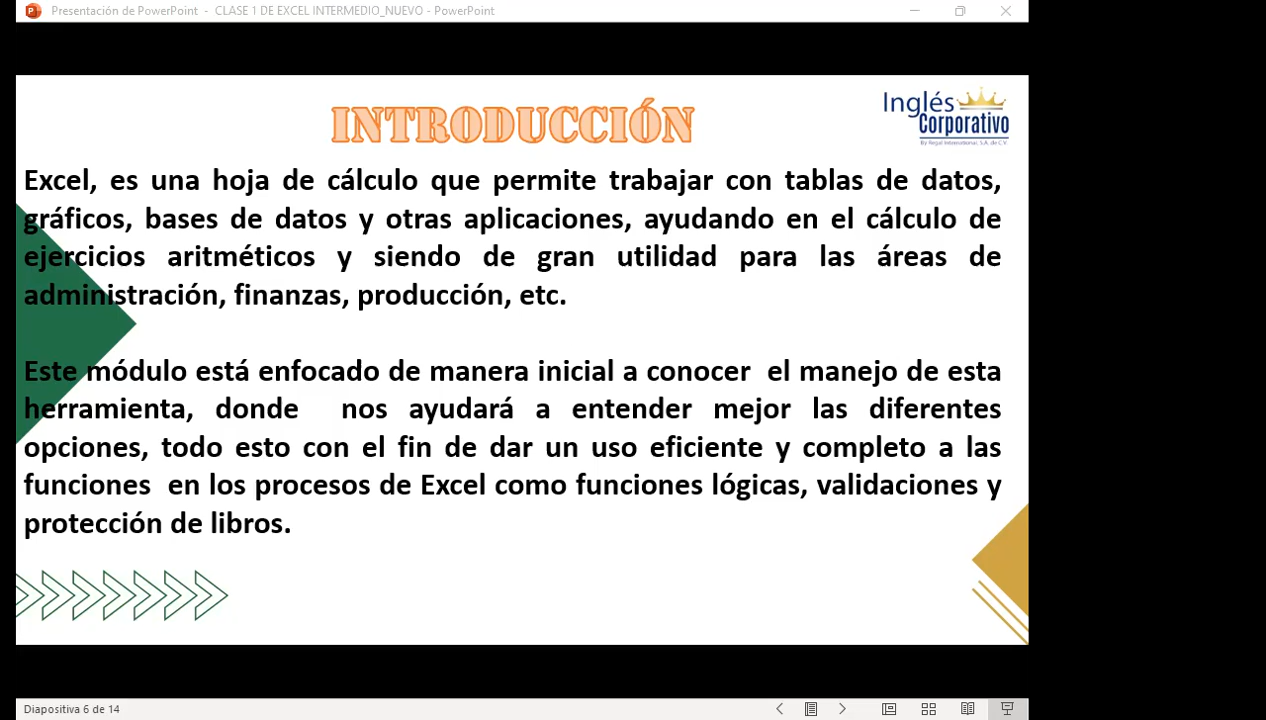 Presentación de PowerPoint - CLASE 1 DE EXCEL INTERMEDIO_NUEVO - PowerPoint
INTRODUCCIÓN
Inglés
Corporativo
By Regal International, S.A. de C.V.
Excel, es una hoja de cálculo que permite trabajar con tablas de datos,
gráficos, bases de datos y otras aplicaciones, ayudando en el cálculo de
ejercicios aritméticos y siendo de gran utilidad para las áreas de
administración, finanzas, producción, etc.
Este módulo está enfocado de manera inicial a conocer el manejo de esta
herramienta, donde nos ayudará a entender mejor las diferentes
opciones, todo esto con el fin de dar un uso eficiente y completo a las
funciones en los procesos de Excel como funciones lógicas, validaciones y
protección de libros.
Diapositiva 6 de 14